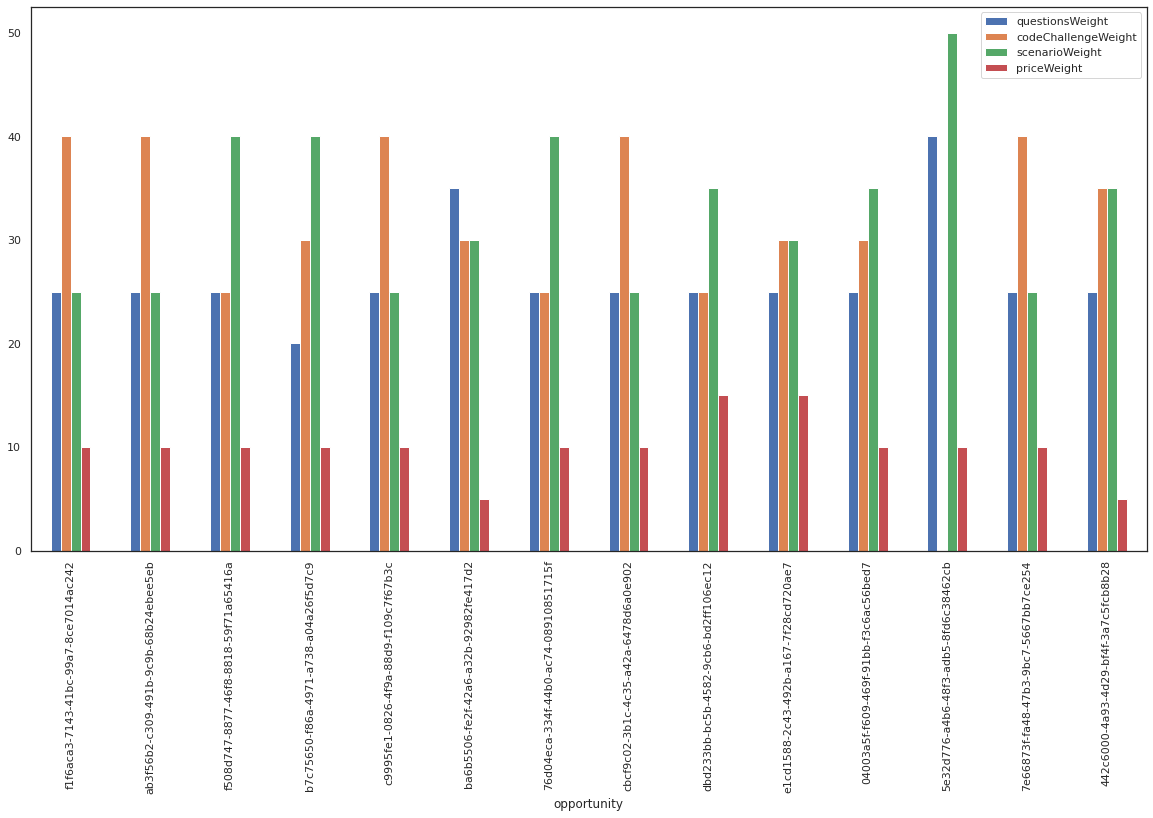 questionsWeight
codeChallengeWeight
scenarioWeight
priceWeight
50
40
30
20
10
0
f1f6aca3-7143-41bc-99a7-8ce7014ac242
ab3f56b2-c309-491b-9c9b-68b24ebee5eb
f508d747-8877-46f8-8818-59f71a65416a
b7c75650-f86a-4971-a738-a04a26f5d7c9
c9995fe1-0826-4f9a-88d9-f109c7f67b3c
ba6b5506-fe2f-42a6-a32b-92982fe417d2
76d04eca-334f-44b0-ac74-08910851715f
cbcf9c02-3b1c-4c35-a42a-6478d6a0e902
dbd233bb-bc5b-4582-9cb6-bd2ff106ec12
e1cd1588-2c43-492b-a167-7f28cd720ae7
04003a5f-f609-469f-91bb-f3c6ac56bed7
5e32d776-a4b6-48f3-adb5-8fd6c38462cb
7e66873f-fa48-47b3-9bc7-5667bb7ce254
442c6000-4a93-4d29-bf4f-3a7c5fcb8b28
opportunity